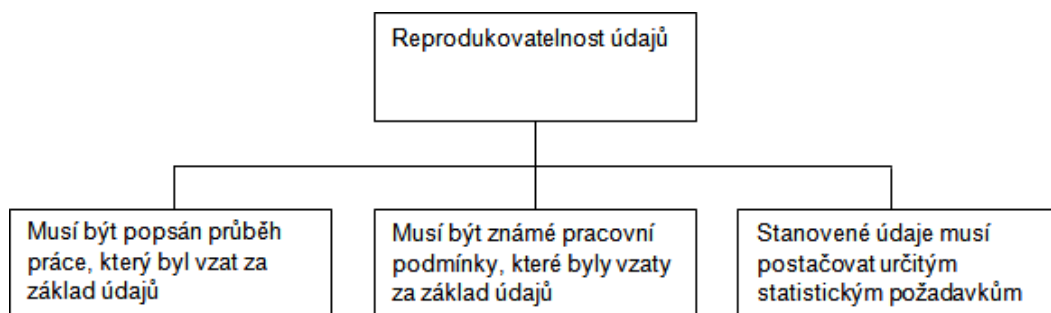 Reprodukovatelnost údajů
Musí být popsán průběh
práce, který byl vzat za
základ údajů
Musí být známé pracovní
podmínky, které byly vzaty
za základ údajů
Stanovené údaje musí
postačovat určitým
statistickým požadavkům